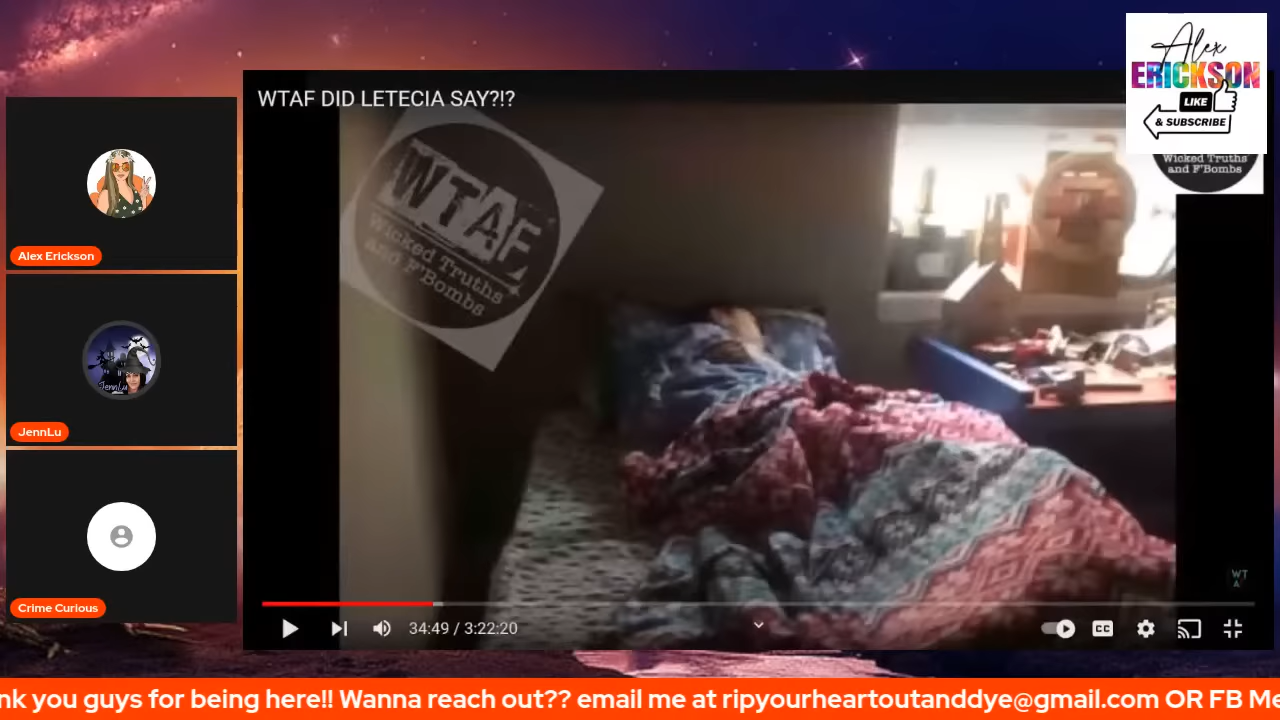 WTAF DID LETECIA SAY?!?
Alex
ERICKSON
LIKE
& SUBSCRIBE
Wicked Truths
and F'Bombs
WTAF
Wicked Truths
and F'Bombs
Alex Erickson
JennLu
JennLu
Crime Curious
WT
34:49 / 3:22:20
CC
nk you guys for being here!! Wanna reach out?? email me at ripyourheartoutanddye@gmail.com OR FB Me